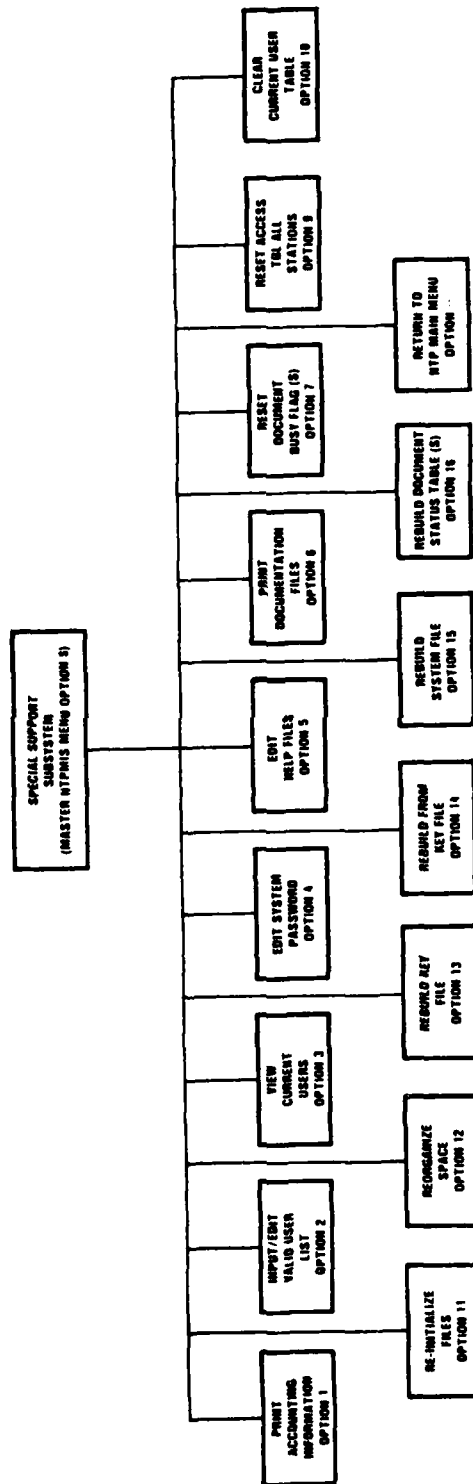 SPECIAL SUPPORT
SUBSYSTEM
(MASTER NTPMIS MENU OPTION S)
PRINT
ACCOUNTING
INFORMATION
OPTION 1
INPUT/EDIT
VALID USER
LIST
OPTION 2
VIEW
CURRENT
USERS
OPTION 3
EDIT SYSTEM
PASSWORD
OPTION 4
EDIT
HELP FILES
OPTION 5
PRINT
DOCUMENTATION
FILES
OPTION 6
RESET
DOCUMENT
BUSY FLAG (S)
OPTION 7
RESET ACCESS
TBL ALL
STATIONS
OPTION 9
CLEAR
CURRENT USER
TABLE
OPTION 10
RE-INITIALIZE
FILES
OPTION 11
REORGANIZE
SPACE
OPTION 12
REBUILD KEY
FILE
OPTION 13
REBUILD FROM
KEY FILE
OPTION 14
REBUILD
SYSTEM FILE
OPTION 15
REBUILD DOCUMENT
STATUS TABLE (S)
OPTION 16
RETURN TO
NTP MAIN MENU
OPTION